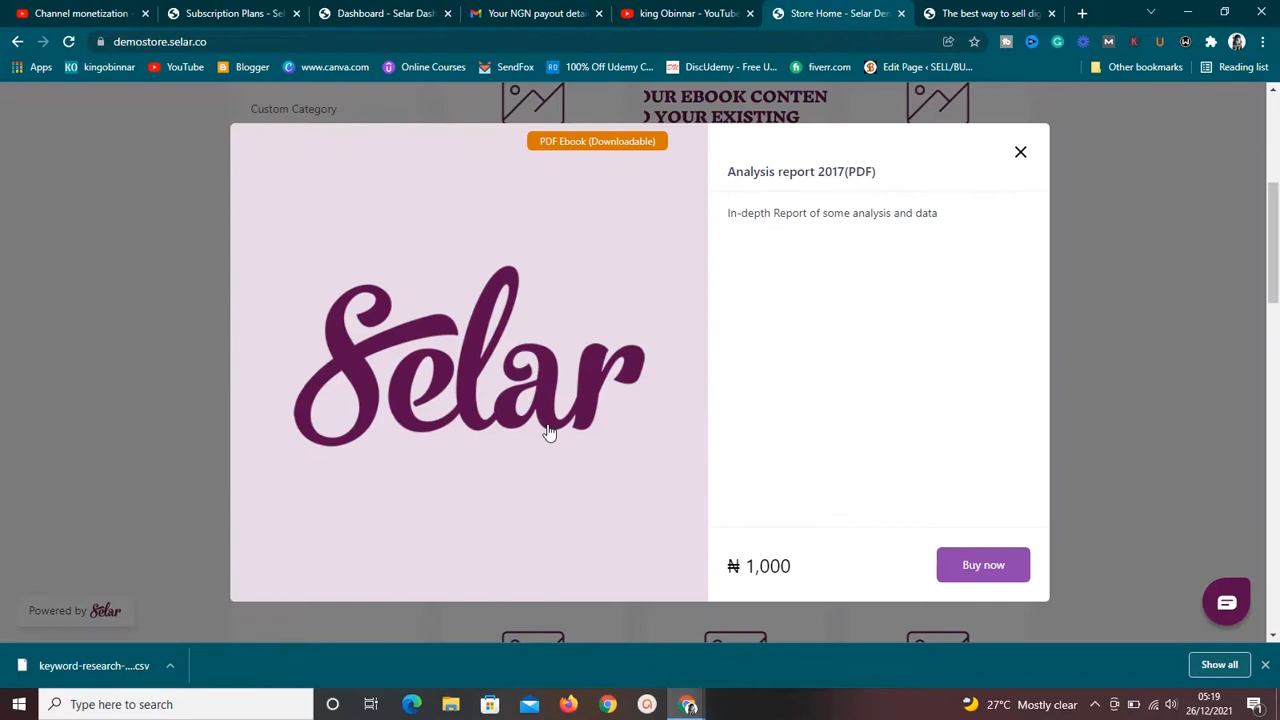 Channel monetization -
Subscription Plans - Sel
Dashboard - Selar Dash
Your NGN payout detai
king Obinnar - YouTube
Store Home - Selar Dem
The best way to sell dig
demostore.selar.co
Apps
kingobinnar
YouTube
Blogger
www.canva.com
Online Courses
SendFox
100% Off Udemy C...
DiscUdemy - Free U...
fiverr.com
Edit Page ‹ SELL/BU...
Other bookmarks
Reading list
Custom Category
OUR EBOOK CONTEN
O YOUR EXISTING
PDF Ebook (Downloadable)
Selar
Analysis report 2017(PDF)
In-depth Report of some analysis and data
₦ 1,000
Buy now
Powered by Selar
keyword-research-....csv
Show all
Type here to search
27°C Mostly clear
05:19
26/12/2021